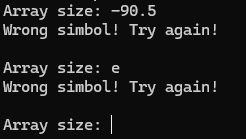 Array size: -90.5
Wrong simbol! Try again!
Array size: e
Wrong simbol! Try again!
Array size: